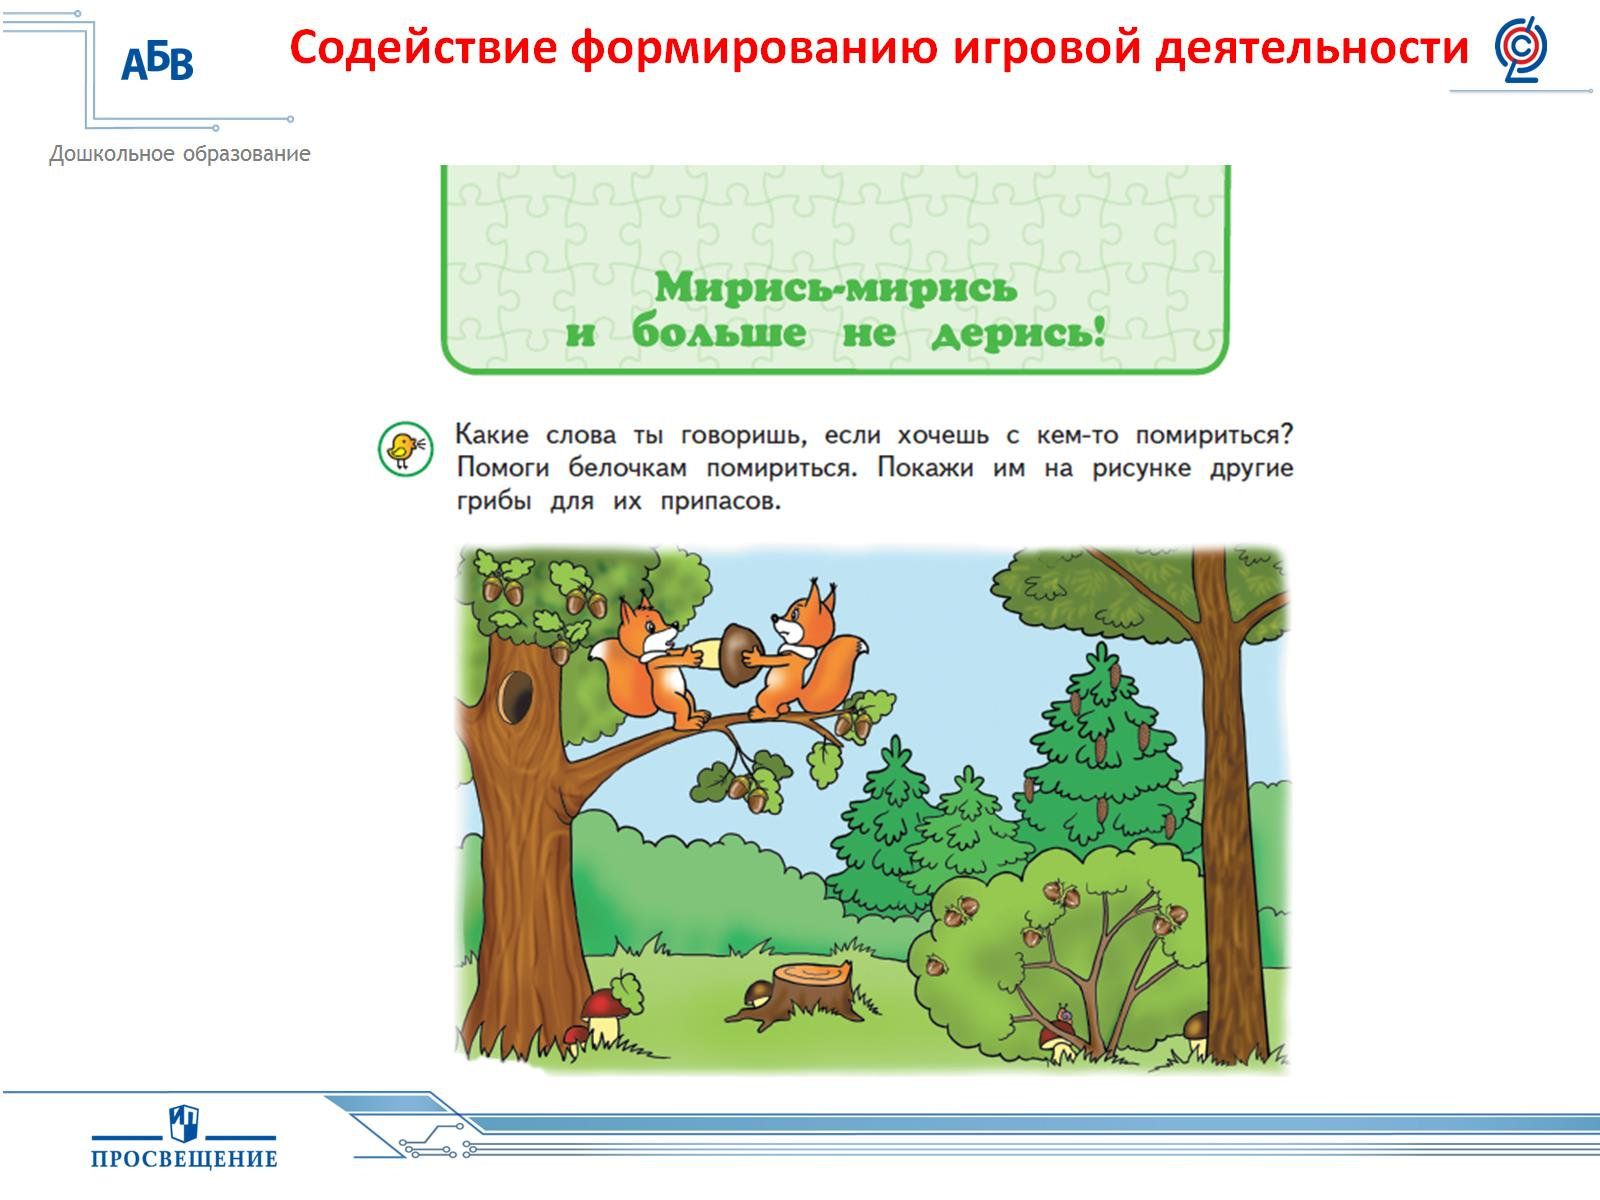 АБВ
Содействие формированию игровой деятельности
Дошкольное образование
Мирись-мирись
и больше не дерись!
Какие слова ты говоришь, если хочешь с кем-то помириться?
Помоги белочкам помириться. Покажи им на рисунке другие
грибы для их припасов.
ПРОСВЕЩЕНИЕ